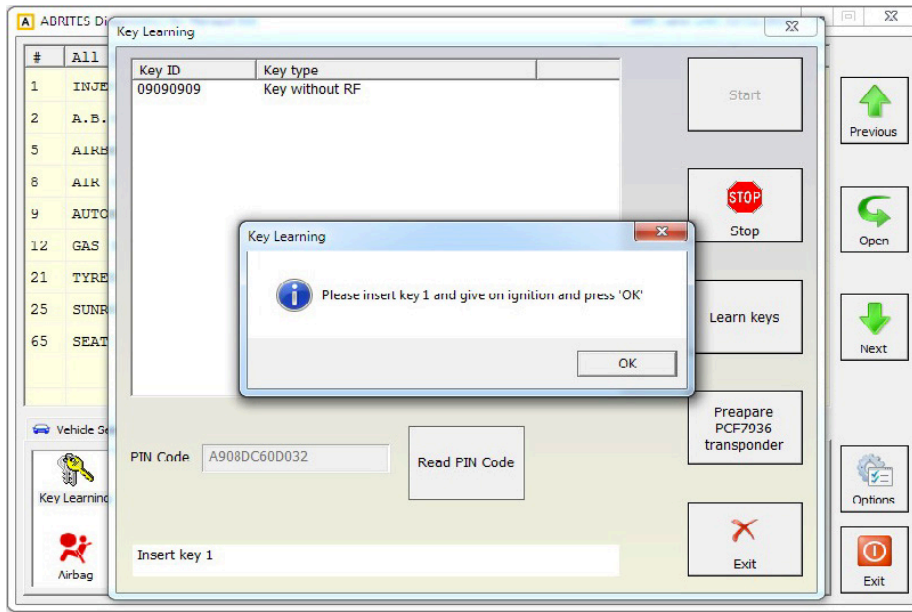 ABRITES
Key Learning
# All
1 INJE
2 A.B.
5 AIRB
8 AIR
9 AUTO
12 GAS
21 TYRE
25 SUNR
65 SEAT
Key ID Key type
09090909 Key without RF
Start
Stop
STOP
Learn keys
Preapare
PCF7936
transponder
Exit
Key Learning
Please insert key 1 and give on ignition and press 'OK'
OK
PIN Code A908DC60D032
Read PIN Code
Insert key 1
Vehicle Se
Key Learning
Airbag
Previous
Open
Next
Options
Exit